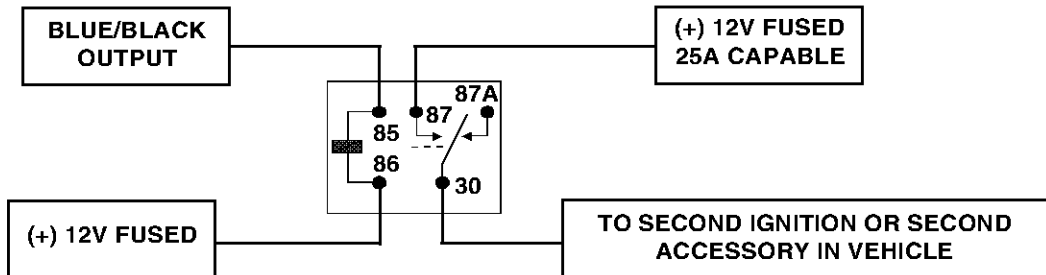 BLUE/BLACK
OUTPUT
(+) 12V FUSED
25A CAPABLE
87A
87
85
86
30
(+) 12V FUSED
TO SECOND IGNITION OR SECOND
ACCESSORY IN VEHICLE